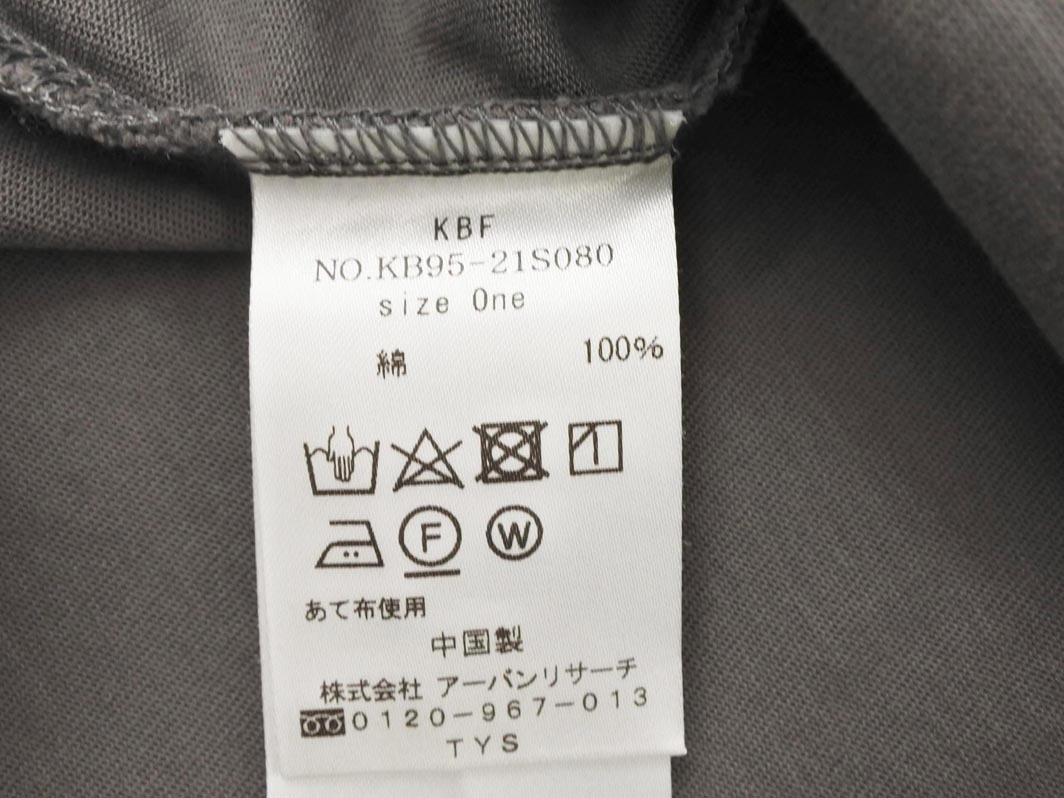 KBF
NO.KB95-21S080
size One
綿 100%
F W
あて布使用
中国製
株式会社 アーバンリサーチ
0120-967-013
TYS